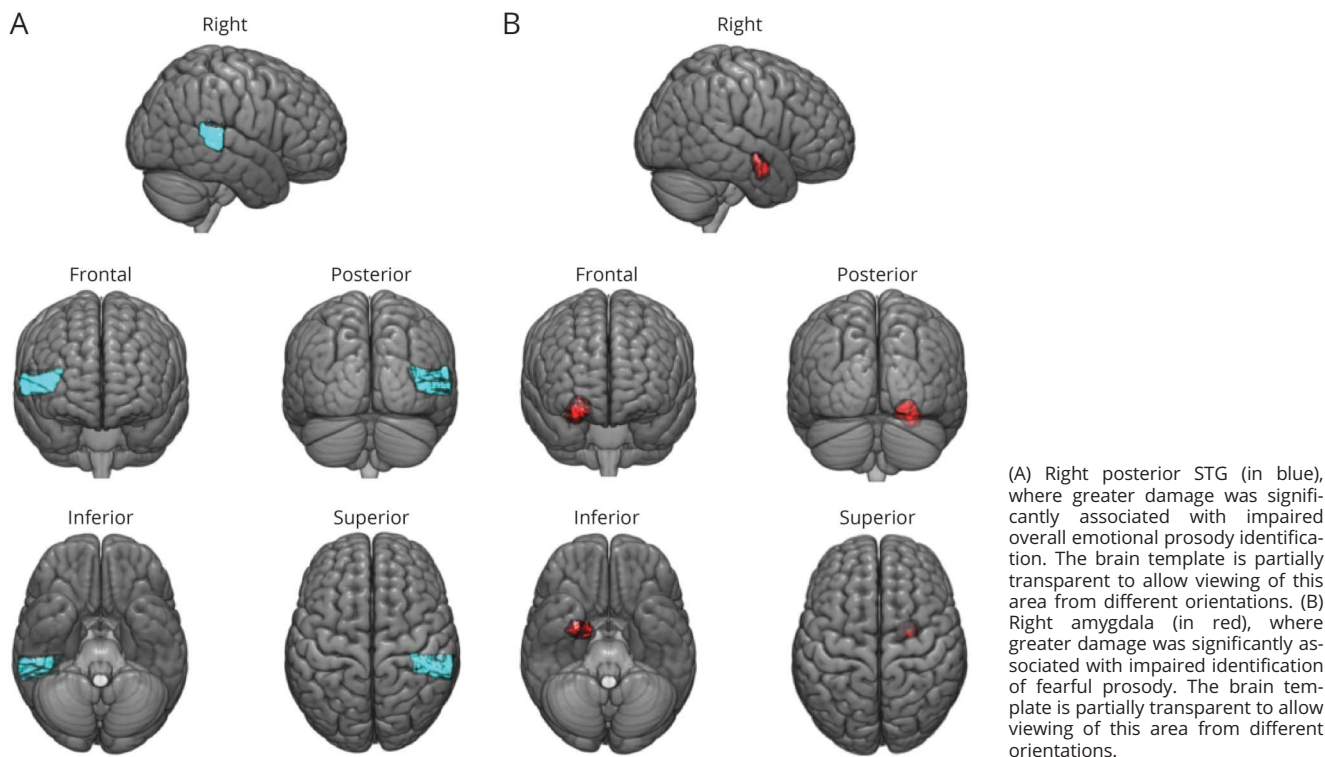 A
Right
Frontal
Posterior
Inferior
Superior
B
Right
Frontal
Posterior
Inferior
Superior
(A) Right posterior STG (in blue),
where greater damage was signifi-
cantly associated with impaired
overall emotional prosody identifica-
tion. The brain template is partially
transparent to allow viewing of this
area from different orientations. (B)
Right amygdala (in red), where
greater damage was significantly as-
sociated with impaired identification
of fearful prosody. The brain tem-
plate is partially transparent to allow
viewing of this area from different
orientations.